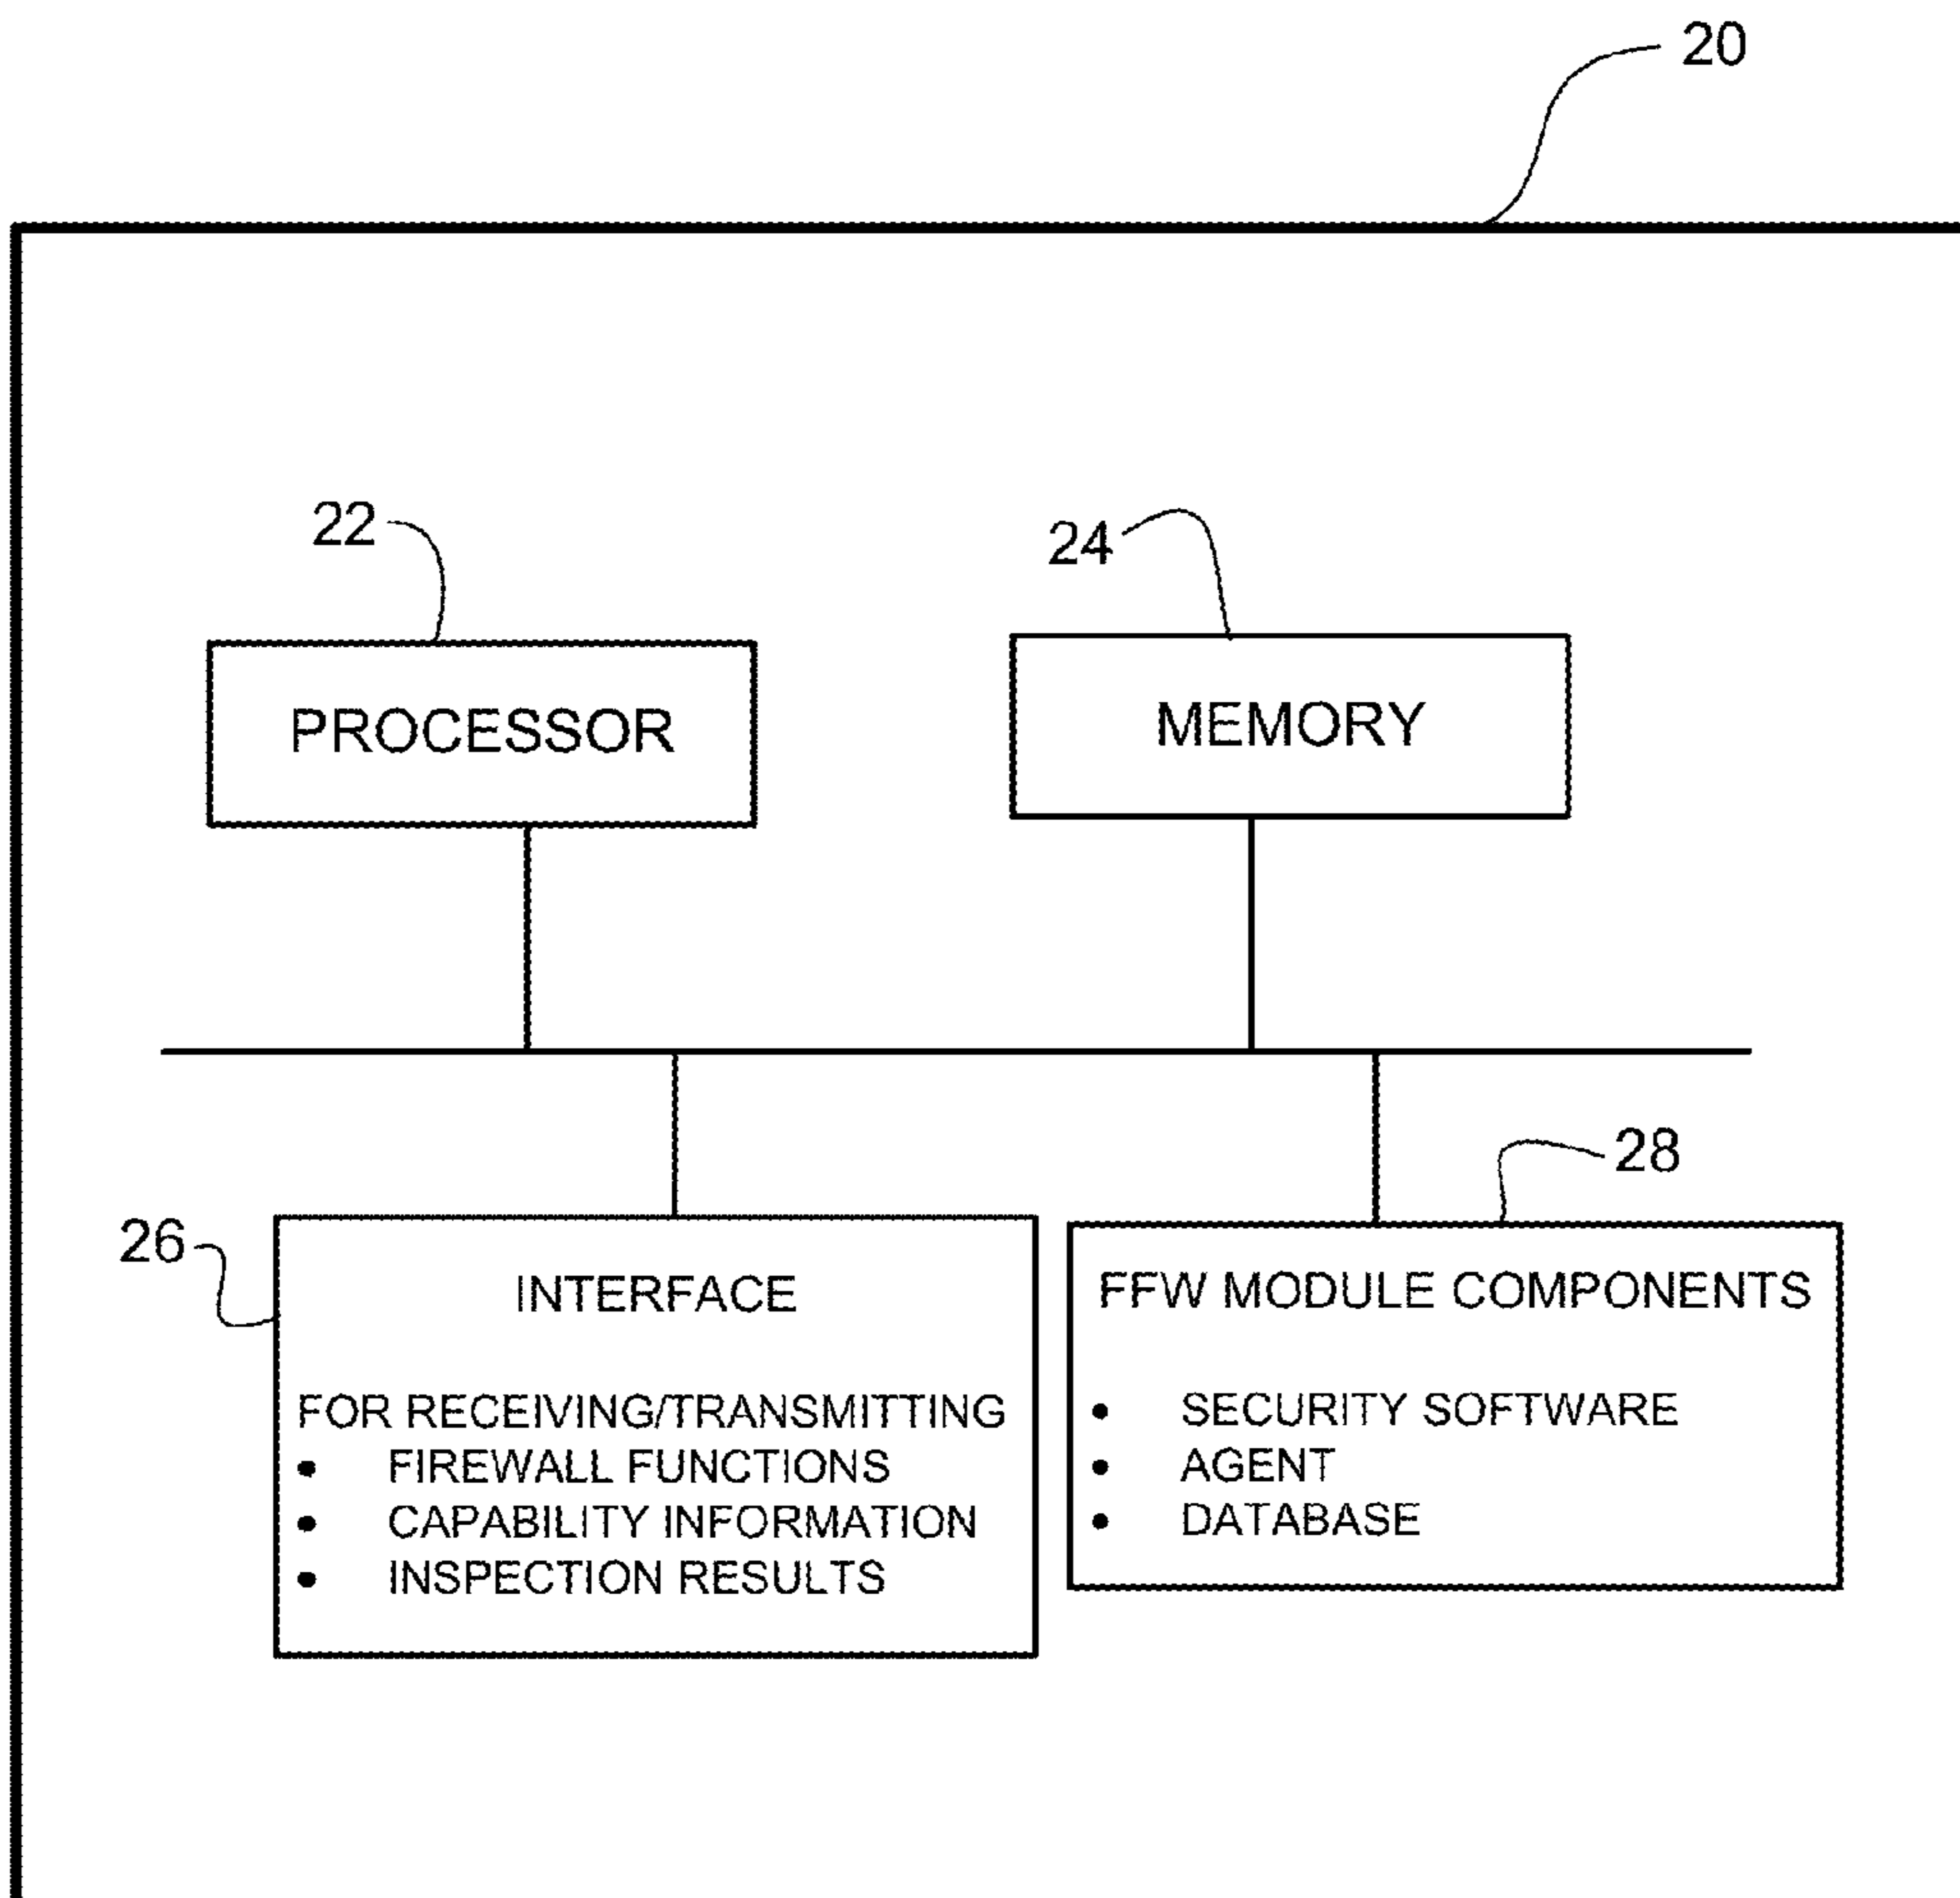 20
22
24
PROCESSOR
MEMORY
28
26
INTERFACE
FOR RECEIVING/TRANSMITTING
• FIREWALL FUNCTIONS
• CAPABILITY INFORMATION
• INSPECTION RESULTS
FFW MODULE COMPONENTS
• SECURITY SOFTWARE
• AGENT
• DATABASE